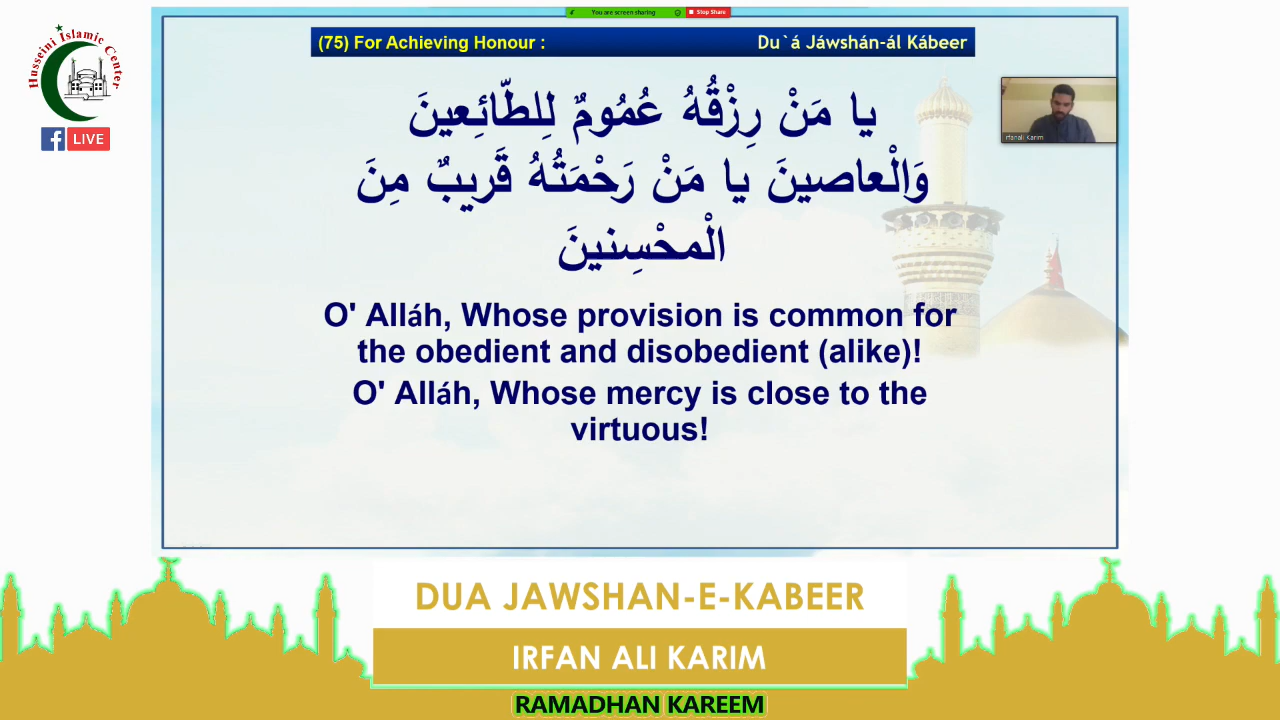 You are screen sharing
Stop Share
Husseini Islamic Center
LIVE
(75) For Achieving Honour :
Du`á Jáwshán-ál Kábeer
يا مَنْ رِزْقُهُ عُمُومٌ لِلطّائِعينَ
وَالْعاصينَ يا مَنْ رَحْمَتُهُ قَريبٌ مِنَ
الْمحْسِنينَ
O' Alláh, Whose provision is common for
the obedient and disobedient (alike)!
O' Alláh, Whose mercy is close to the
virtuous!
Irfanali Karim
DUA JAWSHAN-E-KABEER
IRFAN ALI KARIM
RAMADHAN KAREEM